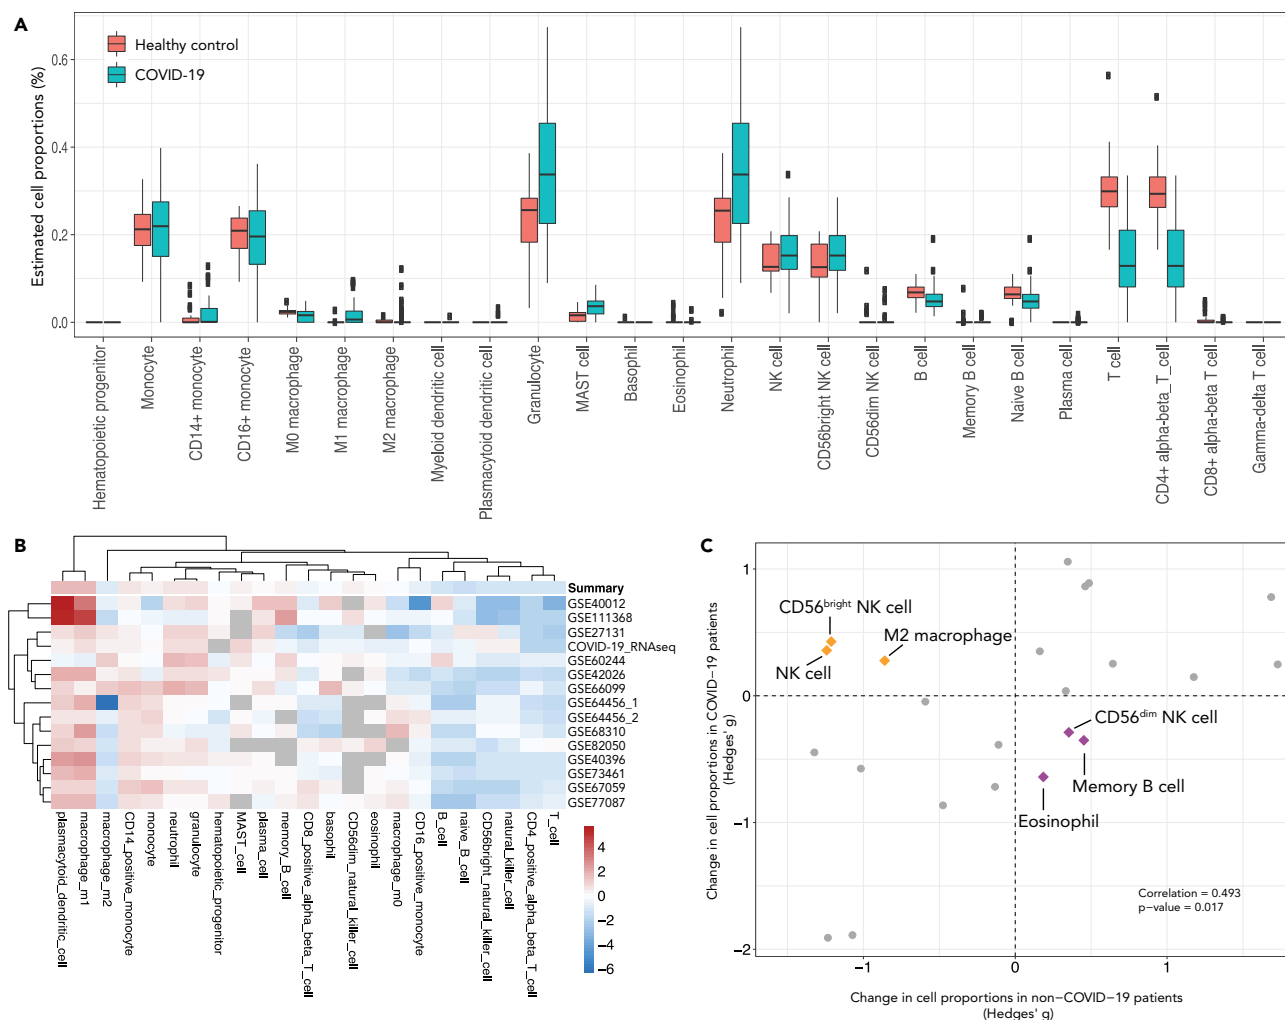 A
Healthy control
COVID-19
Estimated cell proportions (%)
0.6
0.4
0.2
0.0
Hematopoietic progenitor
Monocyte
CD14+ monocyte
CD16+ monocyte
M0 macrophage
M1 macrophage
M2 macrophage
Myeloid dendritic cell
Plasmacytoid dendritic cell
Granulocyte
MAST cell
Basophil
Eosinophil
Neutrophil
NK cell
CD56bright NK cell
CD56dim NK cell
B cell
Memory B cell
Naive B cell
Plasma cell
T cell
CD4+ alpha-beta_T_cell
CD8+ alpha-beta T cell
Gamma-delta T cell
B
Summary
GSE40012
GSE111368
GSE27131
COVID-19_RNAseq
GSE60244
GSE42026
GSE66099
GSE64456_1
GSE64456_2
GSE68310
GSE82050
GSE40396
GSE73461
GSE67059
GSE77087
plasmacytoid_dendritic_cell
macrophage_m1
macrophage_m2
CD14_positive_monocyte
monocyte
neutrophil
granulocyte
hematopoietic_progenitor
MAST_cell
plasma_cell
memory_B_cell
CD8_positive_alpha_beta_T_cell
basophil
CD56dim_natural_killer_cell
eosinophil
macrophage_m0
CD16_positive_monocyte
B_cell
naive_B_cell
CD56bright_natural_killer_cell
natural_killer_cell
CD4_positive_alpha_beta_T_cell
T_cell
4
2
0
−2
−4
−6
C
Change in cell proportions in COVID−19 patients
(Hedges' g)
1
0
−1
−2
CD56bright NK cell
M2 macrophage
NK cell
CD56dim NK cell
Memory B cell
Eosinophil
Correlation = 0.493
p−value = 0.017
−1
0
1
Change in cell proportions in non−COVID−19 patients
(Hedges' g)